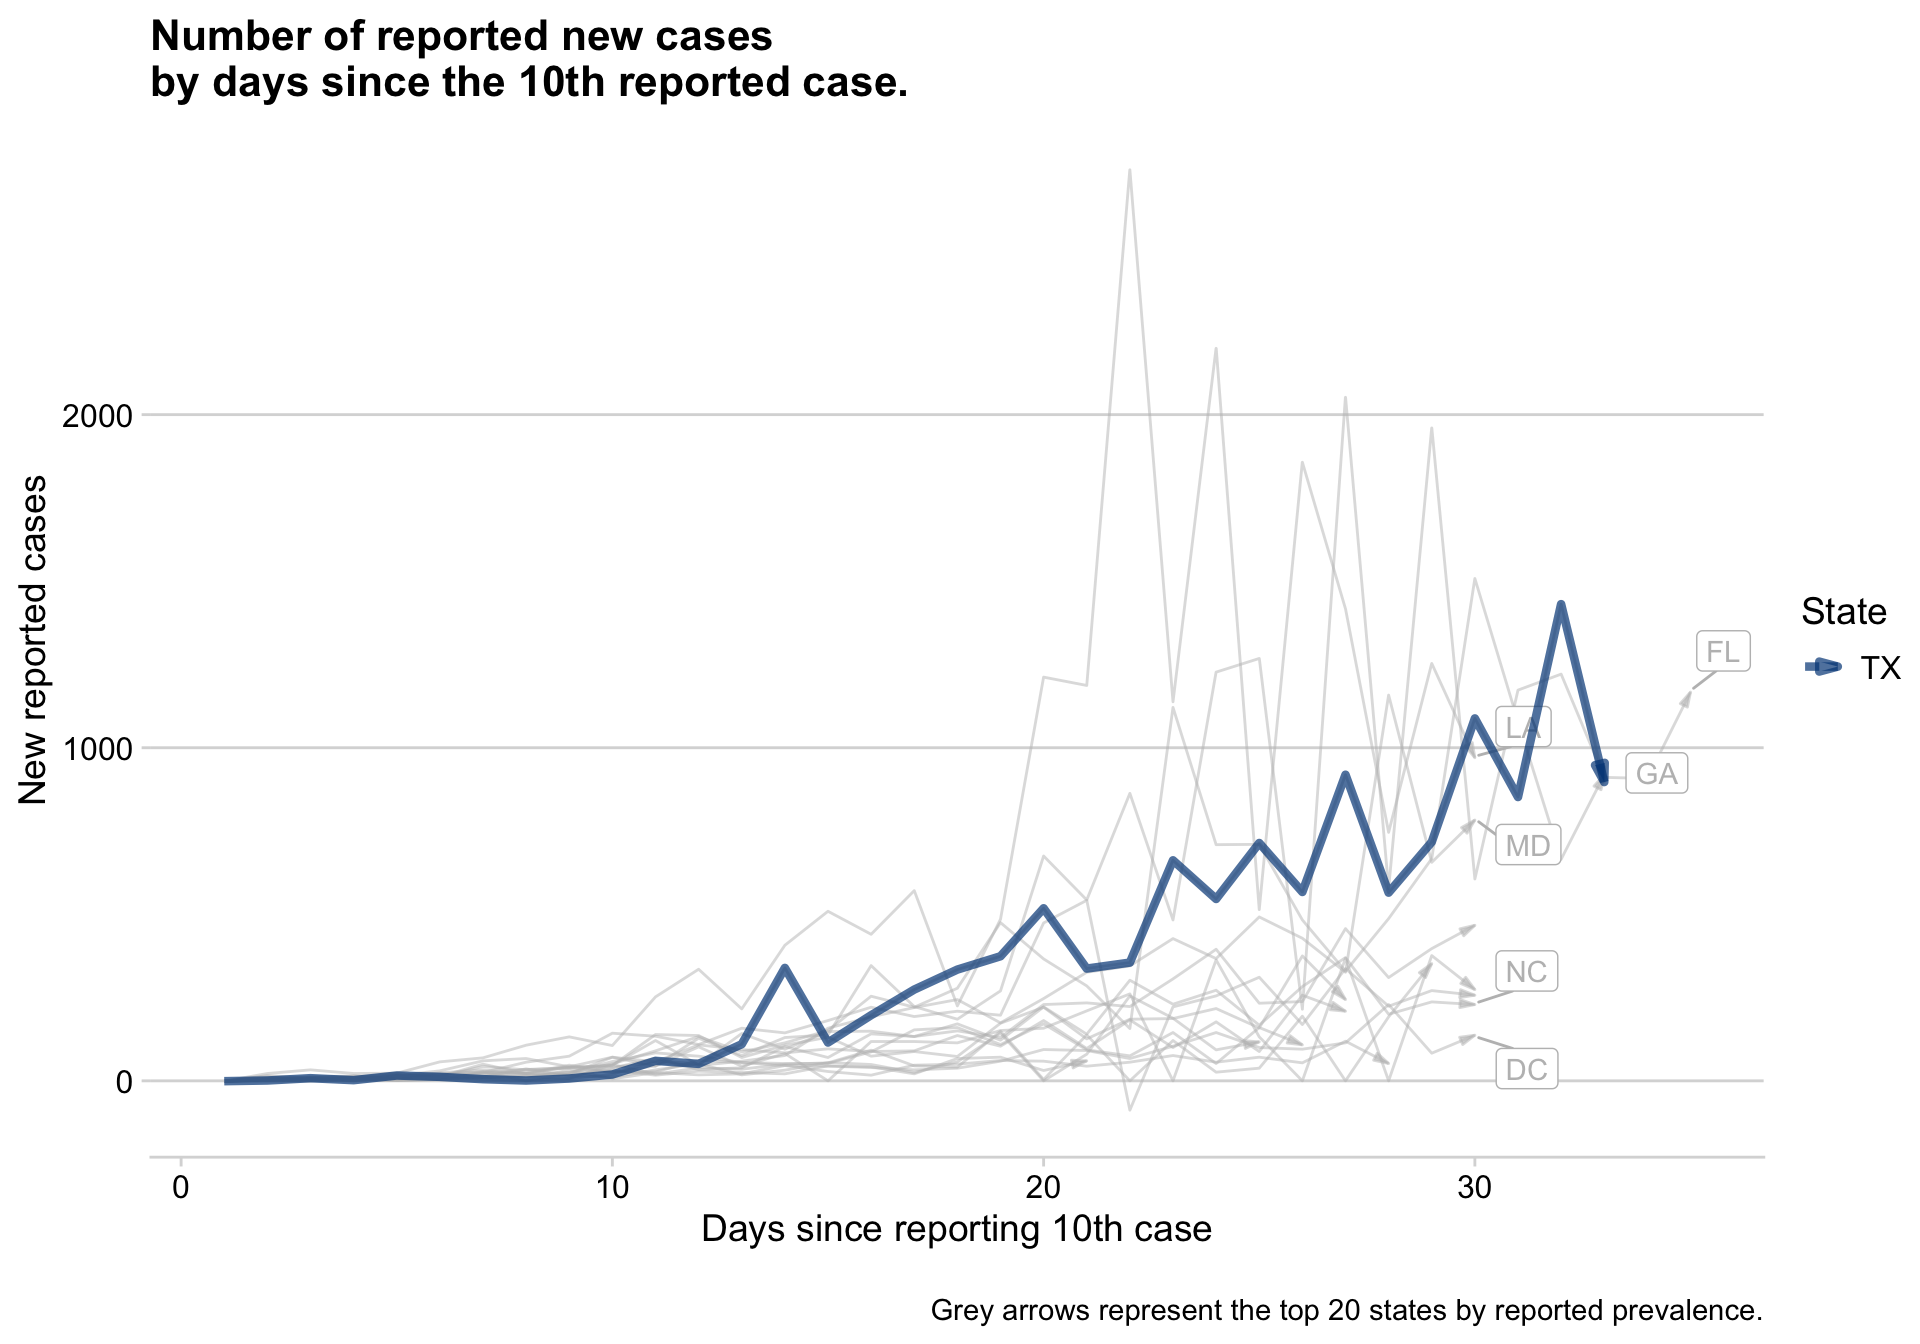 Number of reported new cases
by days since the 10th reported case.
New reported cases
2000
1000
0
0
10
20
30
Days since reporting 10th case
FL
LA
GA
MD
NC
DC
State
TX
Grey arrows represent the top 20 states by reported prevalence.